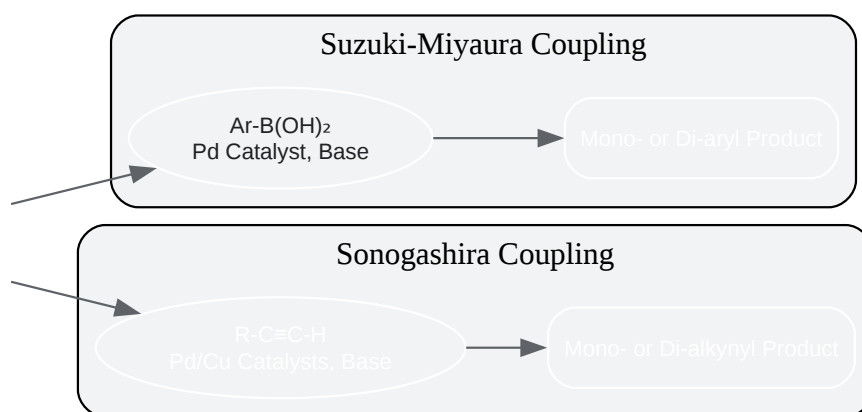 Suzuki-Miyaura Coupling
Ar-B(OH)₂
Pd Catalyst, Base
Mono- or Di-aryl Product
Sonogashira Coupling
R-C≡C-H
Pd/Cu Catalysts, Base
Mono- or Di-alkynyl Product